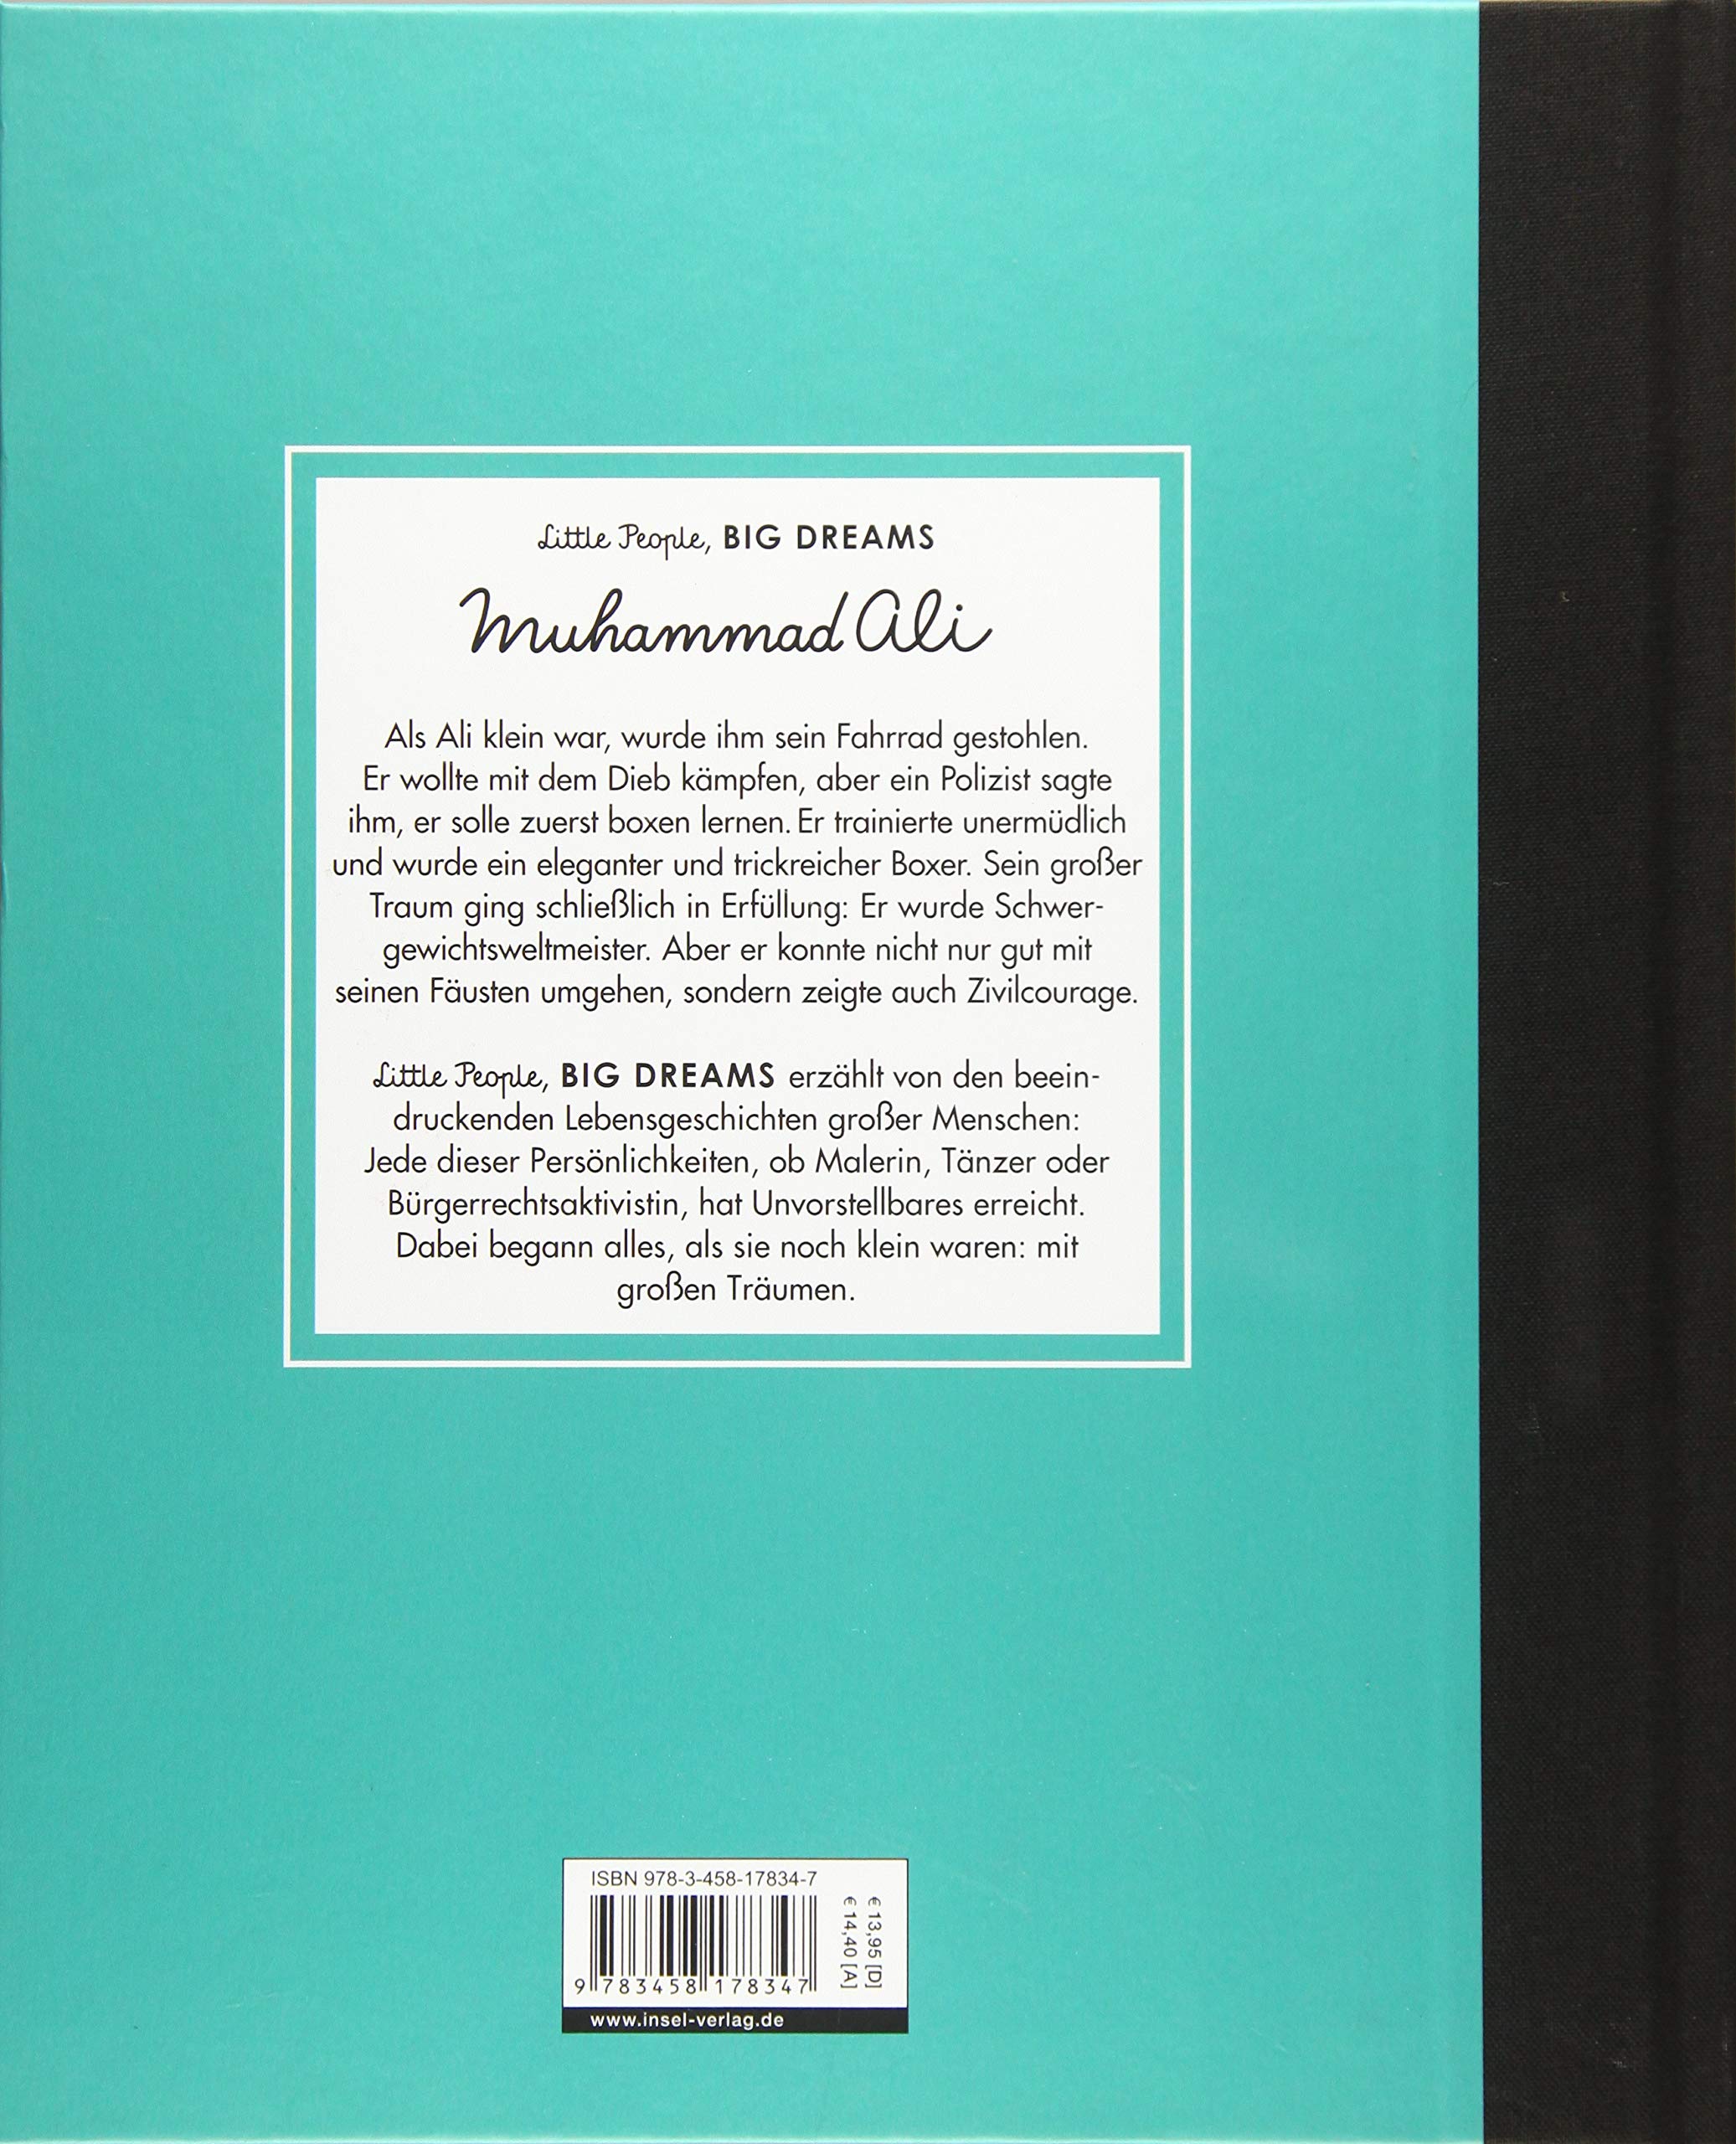 Little People, BIG DREAMS
Muhammad Ali
Als Ali klein war, wurde ihm sein Fahrrad gestohlen.
Er wollte mit dem Dieb kämpfen, aber ein Polizist sagte
ihm, er solle zuerst boxen lernen. Er trainierte unermüdlich
und wurde ein eleganter und trickreicher Boxer. Sein großer
Traum ging schließlich in Erfüllung: Er wurde Schwer-
gewichtsweltmeister. Aber er konnte nicht nur gut mit
seinen Fäusten umgehen, sondern zeigte auch Zivilcourage.
Little People, BIG DREAMS erzählt von den beein-
druckenden Lebensgeschichten großer Menschen:
Jede dieser Persönlichkeiten, ob Malerin, Tänzer oder
Bürgerrechtsaktivistin, hat Unvorstellbares erreicht.
Dabei begann alles, als sie noch klein waren: mit
großen Träumen.
ISBN 978-3-458-17834-7
€ 13,95 [D]
€ 14,40 [A]
9 783458 178347
www.insel-verlag.de